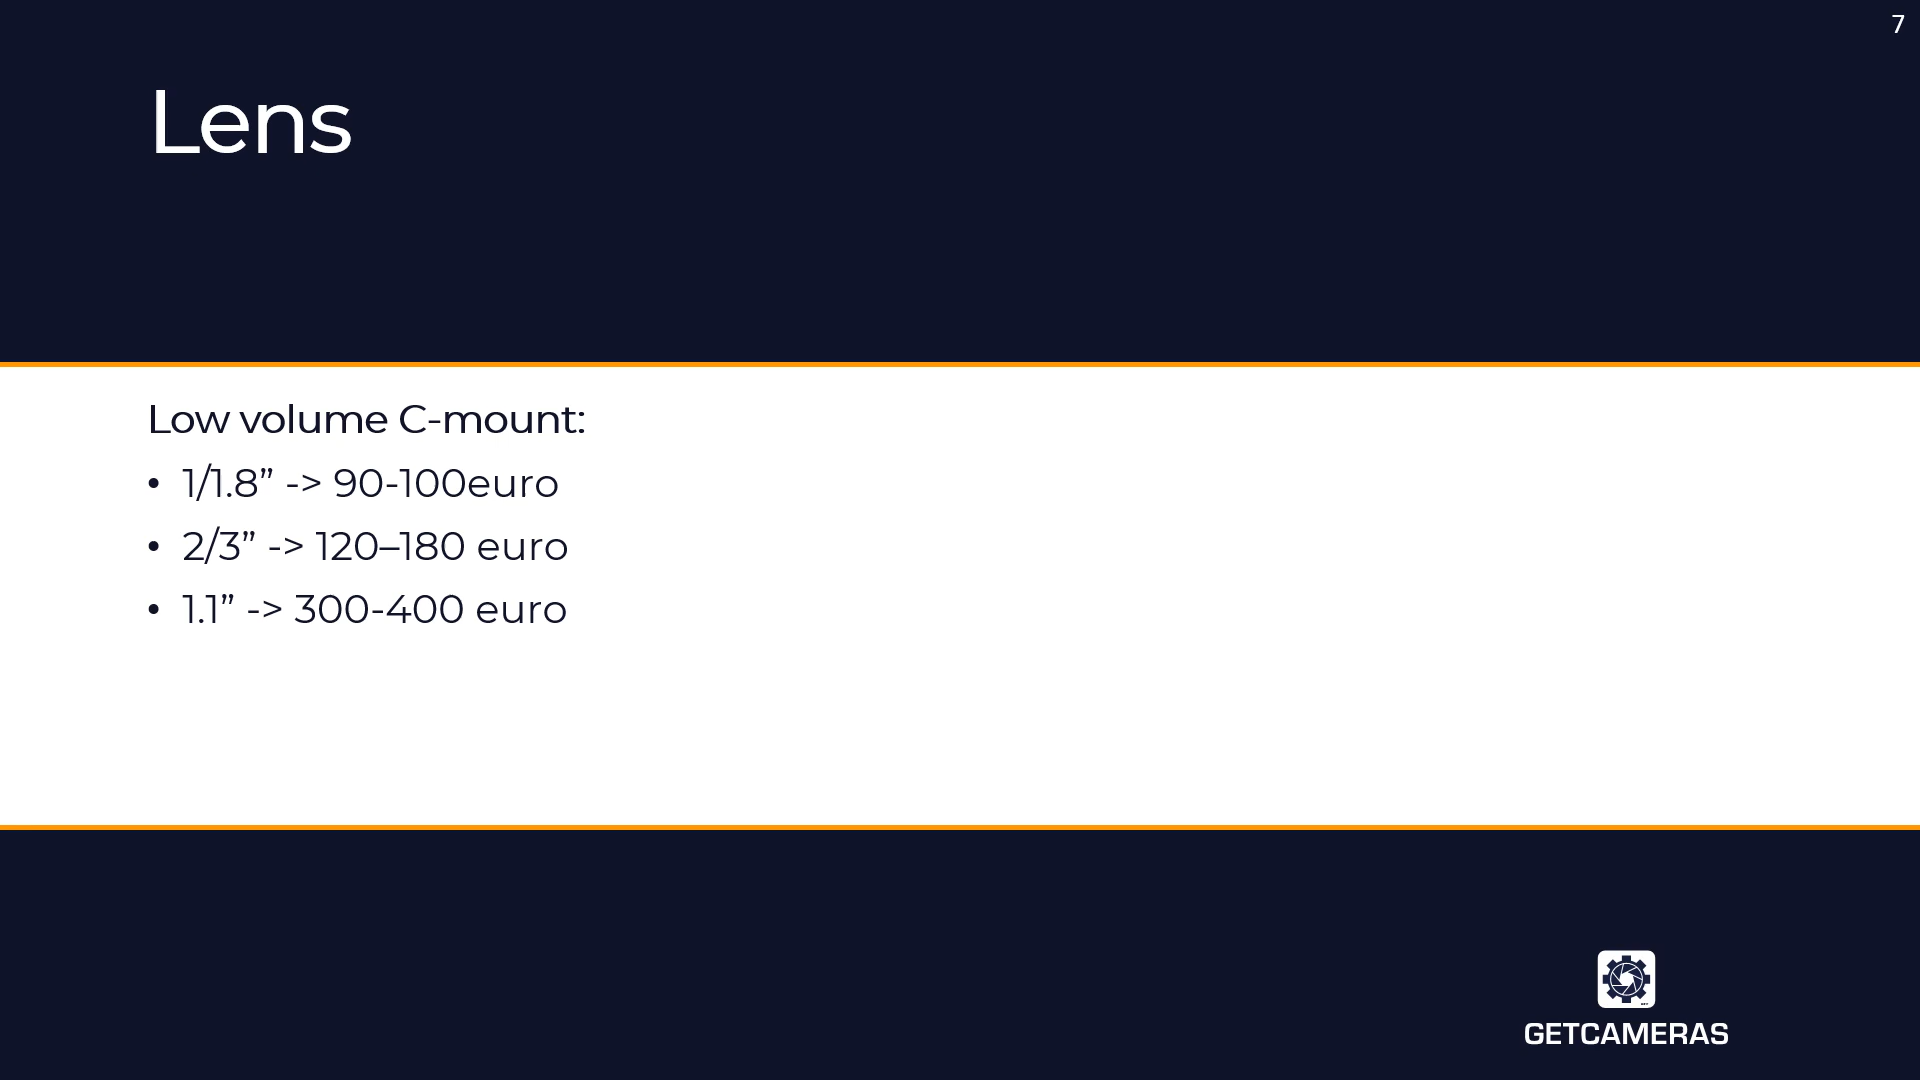 7
Lens
Low volume C-mount:
• 1/1.8” -> 90-100euro
• 2/3” -> 120–180 euro
• 1.1” -> 300-400 euro
GETCAMERAS